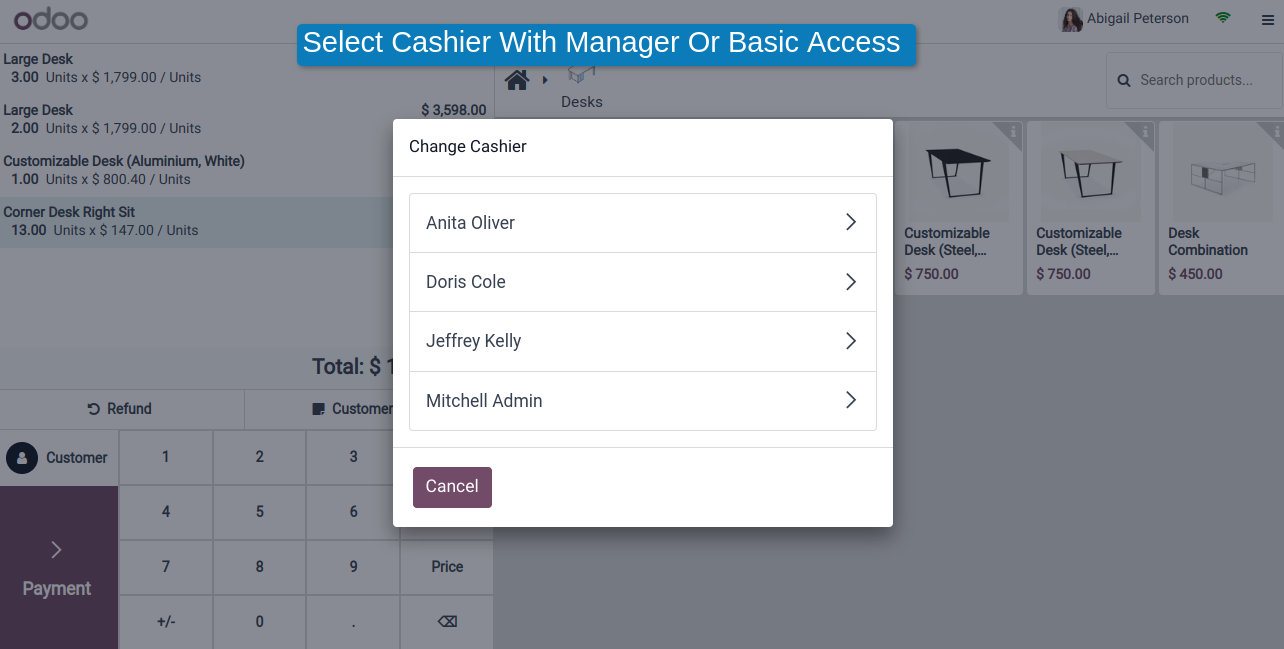 odoo
Abigail Peterson
Select Cashier With Manager Or Basic Access
Large Desk
3.00 Units x $ 1,799.00 / Units
Large Desk
$ 3,598.00
2.00 Units x $ 1,799.00 / Units
Customizable Desk (Aluminium, White)
1.00 Units x $ 800.40 / Units
Corner Desk Right Sit
13.00 Units x $ 147.00 / Units
Total: $ 1
Refund
Customer
Customer
1
2
3
4
5
6
7
8
9
Price
+/-
0
.
Payment
Desks
Search products...
Change Cashier
Anita Oliver
Doris Cole
Jeffrey Kelly
Mitchell Admin
Cancel
Customizable
Desk (Steel,...
$ 750.00
Customizable
Desk (Steel,...
$ 750.00
Desk
Combination
$ 450.00